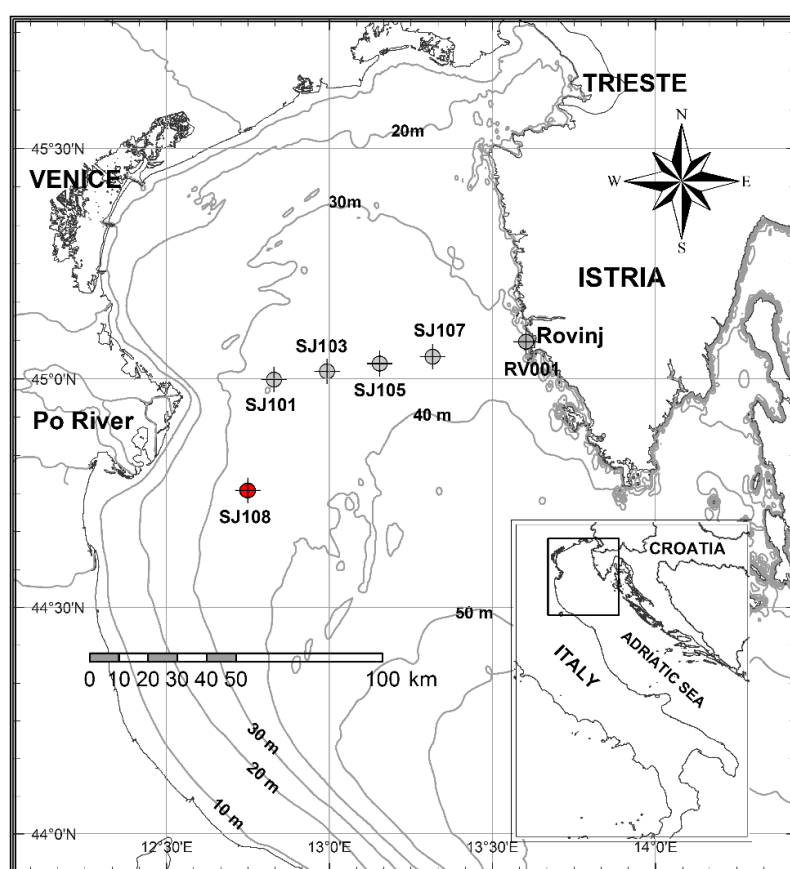 TRIESTE
20m
N
45°30'N
VENICE
W
E
30m
S
ISTRIA
SJ107
SJ103
Rovinj
RV001
45°0'N
SJ105
SJ101
40 m
Po River
SJ108
CROATIA
44°30'N
50 m
ADRIATIC SEA
ITALY
0 10 20 30 40 50 100 km
30 m
20 m
10 m
44°0'N
12°30'E
13°0'E
13°30'E
14°0'E